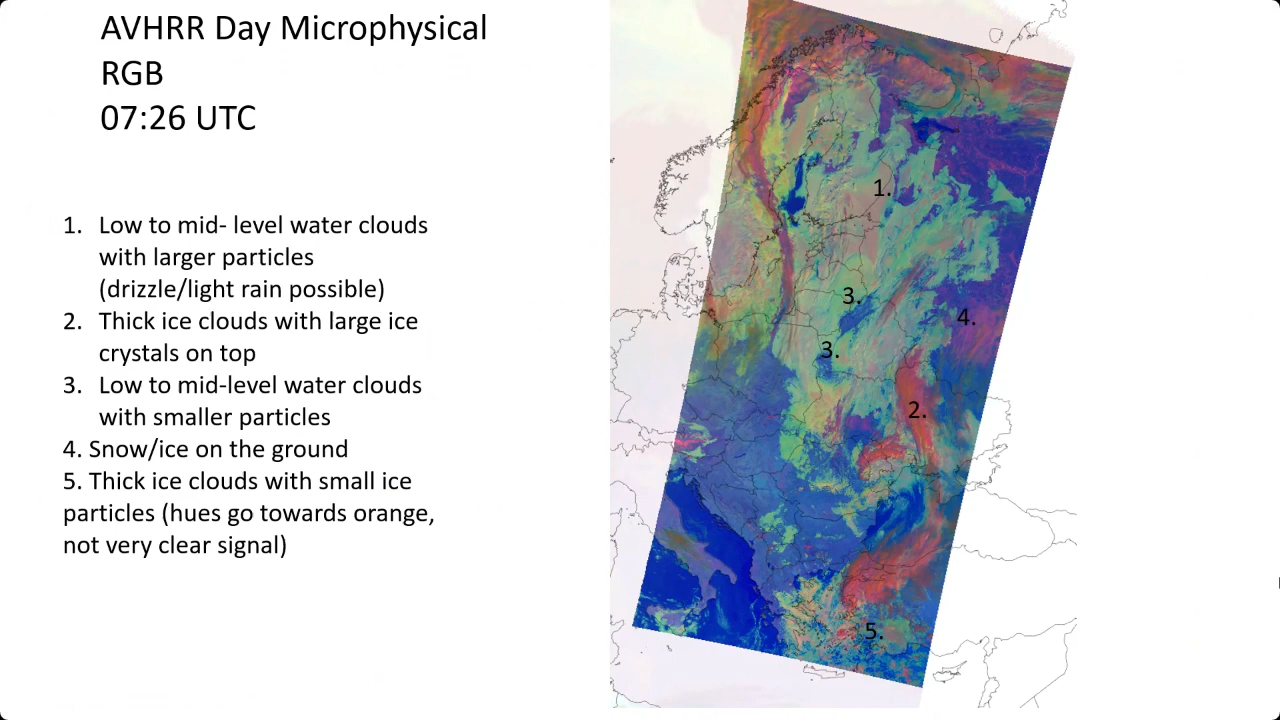 AVHRR Day Microphysical
RGB
07:26 UTC
1. Low to mid- level water clouds
with larger particles
(drizzle/light rain possible)
2. Thick ice clouds with large ice
crystals on top
3. Low to mid-level water clouds
with smaller particles
4. Snow/ice on the ground
5. Thick ice clouds with small ice
particles (hues go towards orange,
not very clear signal)
1.
3.
4.
3.
2.
5.